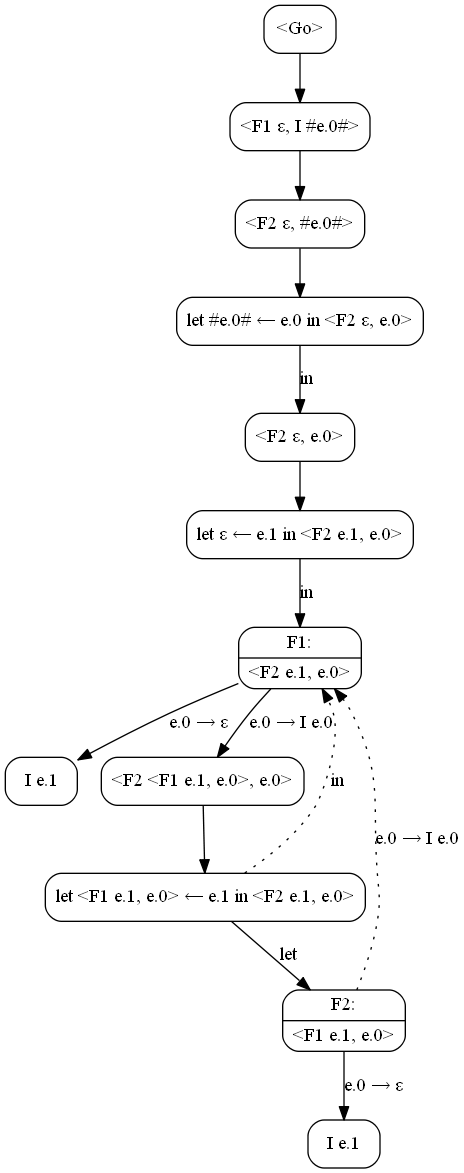 <Go>
<F1 ε, I #e.0#>
<F2 ε, #e.0#>
let #e.0# ← e.0 in <F2 ε, e.0>
in
<F2 ε, e.0>
let ε ← e.1 in <F2 e.1, e.0>
in
F1:
<F2 e.1, e.0>
e.0 → ε
e.0 → I e.0
I e.1
<F2 <F1 e.1, e.0>, e.0>
in
e.0 → I e.0
let <F1 e.1, e.0> ← e.1 in <F2 e.1, e.0>
let
F2:
<F1 e.1, e.0>
e.0 → ε
I e.1